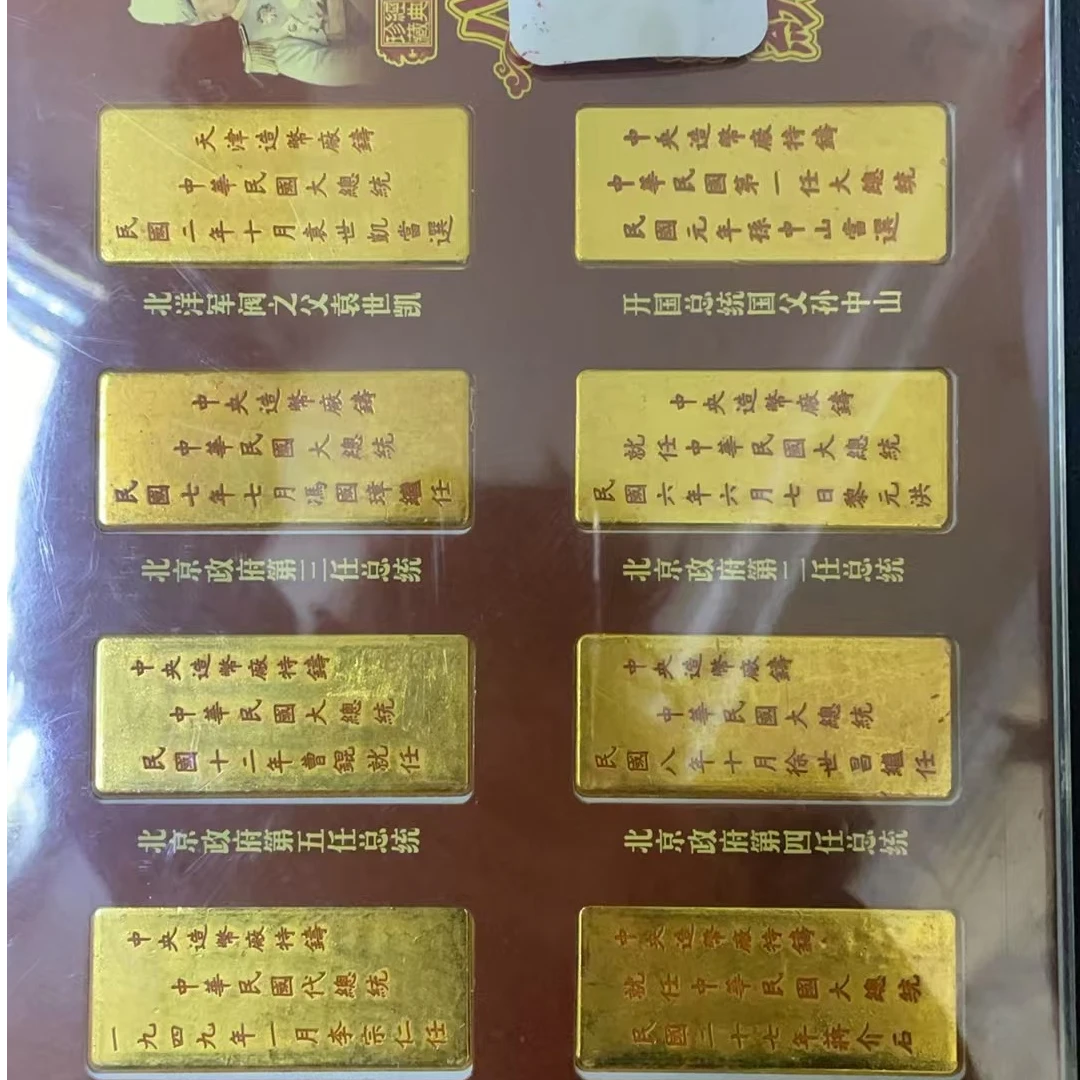 經典
珍藏
天津造幣廠鑄
中華民國大總統
民國二年十月袁世凱當選
北洋军阀之父袁世凯
中央造幣廠特鑄
中華民國第一任大總統
民國元年孫中山當選
开国总统国父孙中山
中央造幣廠鑄
中華民國大總統
民國七年七月馮國璋繼任
北京政府第三任总统
中央造幣廠鑄
就任中華民國大總統
民國六年六月七日黎元洪
北京政府第二任总统
中央造幣廠特鑄
中華民國大總統
民國十二年曹錕就任
北京政府第五任总统
中央造幣廠鑄
中華民國大總統
民國八年十月徐世昌繼任
北京政府第四任总统
中央造幣廠特鑄
中華民國代總統
一九四九年一月李宗仁任
中央造幣廠特鑄
就任中華民國大總統
民國三十七年蔣介石